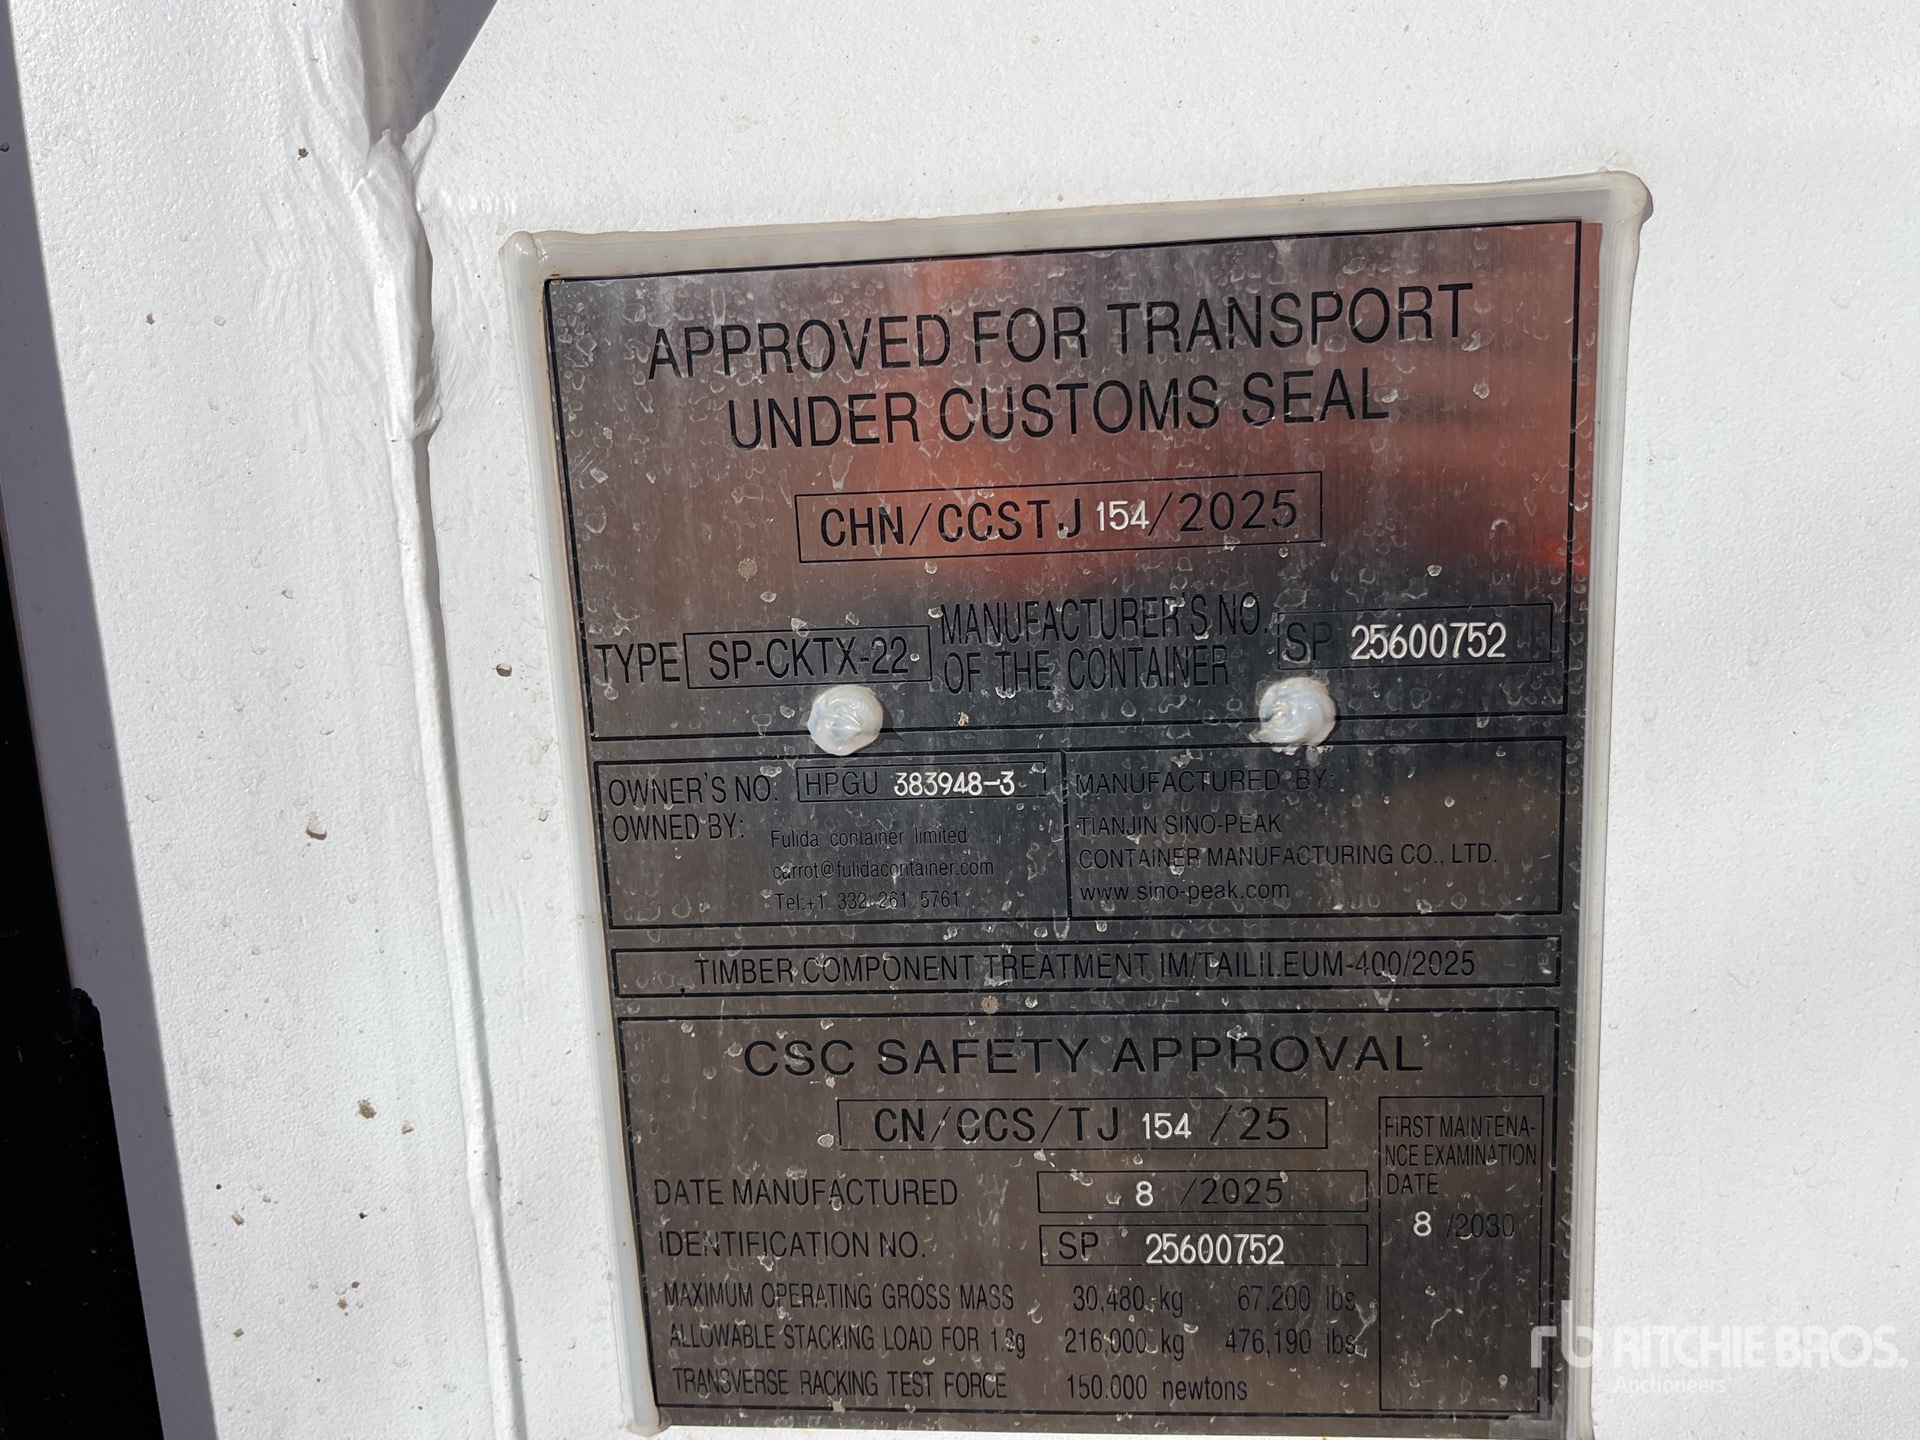 APPROVED FOR TRANSPORT
UNDER CUSTOMS SEAL
CHN/CCSTJ 154/2025
TYPE SP-CKTX-22
MANUFACTURER'S NO.
OF THE CONTAINER
SP 25600752
OWNER'S NO. HPGU 383948-3
OWNED BY:
Fulida container limited
carrot@fulidacontainer.com
Tel:+1 332-261 5761
MANUFACTURED BY:
TIANJIN SINO-PEAK
CONTAINER MANUFACTURING CO., LTD.
www.sino-peak.com
TIMBER COMPONENT TREATMENT IM/TAILILEUM-400/2025
CSC SAFETY APPROVAL
CN/CCS/TJ 154 /25
DATE MANUFACTURED 8 /2025
IDENTIFICATION NO. SP 25600752
MAXIMUM OPERATING GROSS MASS 30,480 kg 67,200 lbs
ALLOWABLE STACKING LOAD FOR 1.8g 216,000 kg 476,190 lbs
TRANSVERSE RACKING TEST FORCE 150.000 newtons
FIRST MAINTENA-
NCE EXAMINATION
DATE
8 /2030
rb RITCHIE BROS.
Auctioneers